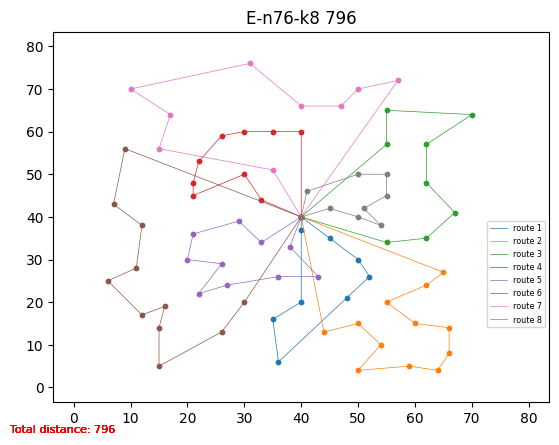 E-n76-k8 796
80
70
60
50
40
30
20
10
0
0 10 20 30 40 50 60 70 80
route 1
route 2
route 3
route 4
route 5
route 6
route 7
route 8
Total distance: 796